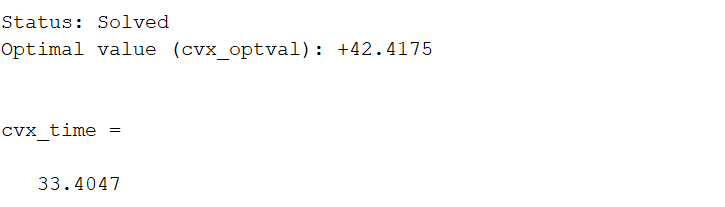 Status: Solved
Optimal value (cvx_optval): +42.4175
cvx_time =
33.4047